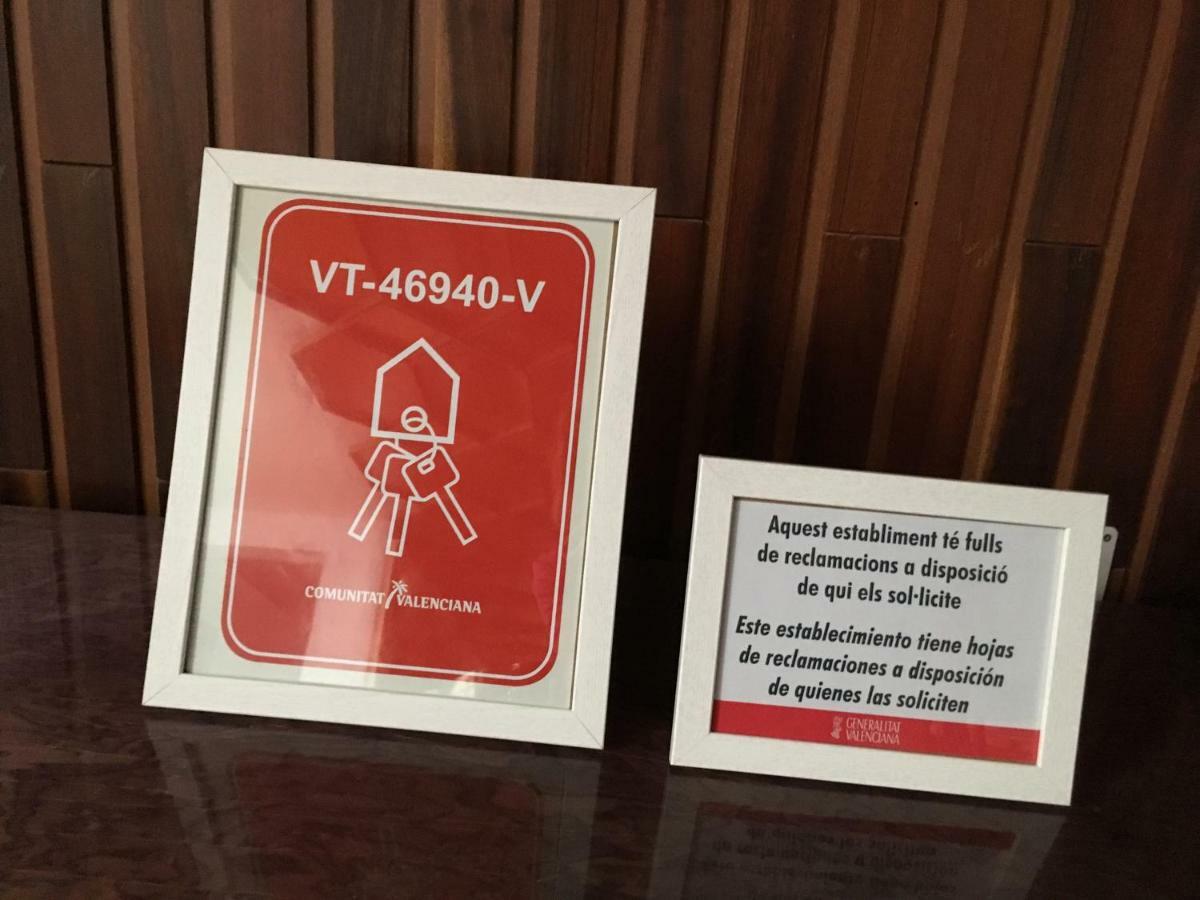 VT-46940-V
COMUNITAT VALENCIANA
Aquest establiment té fulls
de reclamacions a disposició
de qui els sol·licite
Este establecimiento tiene hojas
de reclamaciones a disposición
de quienes las soliciten
GENERALITAT
VALENCIANA